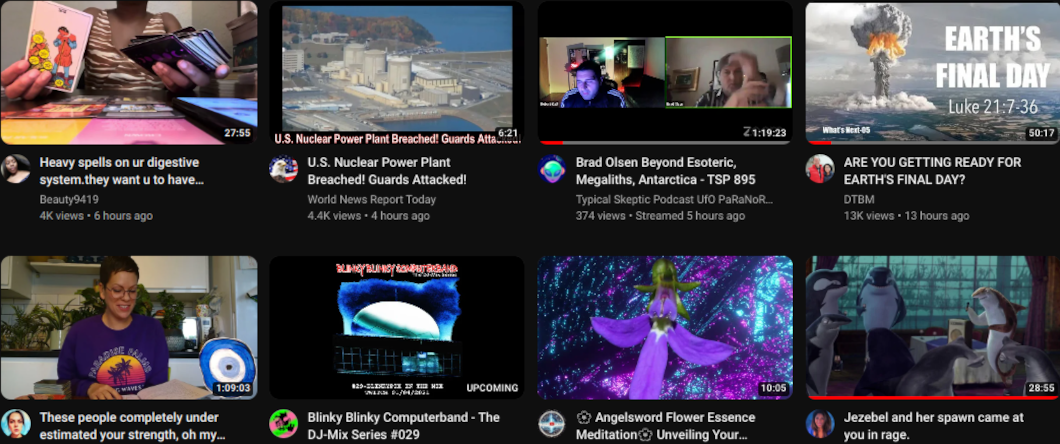 27:55
U.S. Nuclear Power Plant Breached! Guards Attacked!
6:21
1:19:23
EARTH'S
FINAL DAY
Luke 21:7-36
What's Next-05
50:17
Heavy spells on ur digestive
system.they want u to have...
Beauty9419
4K views • 6 hours ago
U.S. Nuclear Power Plant
Breached! Guards Attacked!
World News Report Today
4.4K views • 4 hours ago
Brad Olsen Beyond Esoteric,
Megaliths, Antarctica - TSP 895
Typical Skeptic Podcast UfO PaRaNoR...
374 views • Streamed 5 hours ago
ARE YOU GETTING READY FOR
EARTH'S FINAL DAY?
DTBM
13K views • 13 hours ago
PARADISE PALMS
WAVES
1:09:03
BLINKY BLINKY COMPUTERBAND
IN THE MIX
UPCOMING
10:05
28:55
These people completely under
estimated your strength, oh my...
Blinky Blinky Computerband - The
DJ-Mix Series #029
Angelsword Flower Essence
Meditation Unveiling Your...
Jezebel and her spawn came at
you in rage.